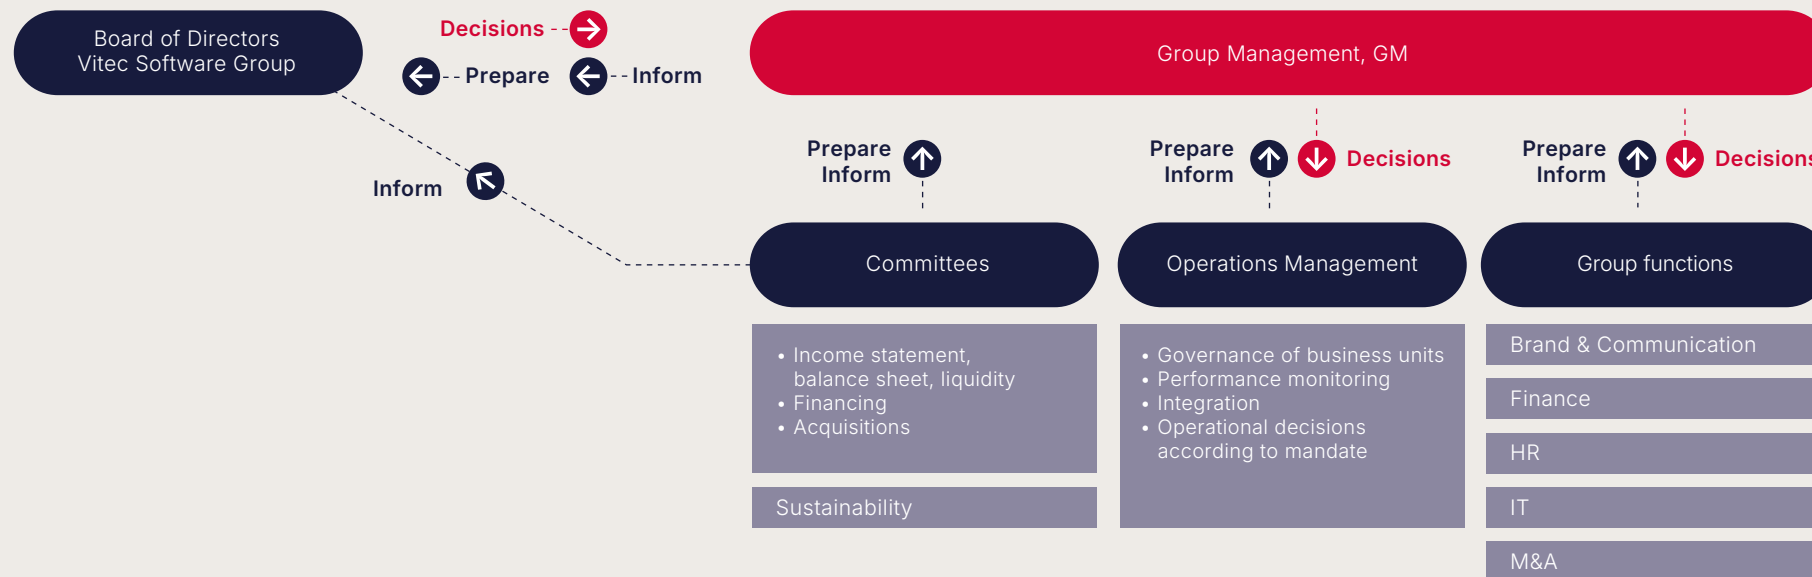 Board of Directors
Vitec Software Group
Decisions
Prepare
Inform
Group Management, GM
Inform
Prepare
Inform
Prepare
Inform
Decisions
Prepare
Inform
Decisions
Committees
Operations Management
Group functions
• Income statement,
balance sheet, liquidity
• Financing
• Acquisitions
Sustainability
• Governance of business units
• Performance monitoring
• Integration
• Operational decisions
according to mandate
Brand & Communication
Finance
HR
IT
M&A